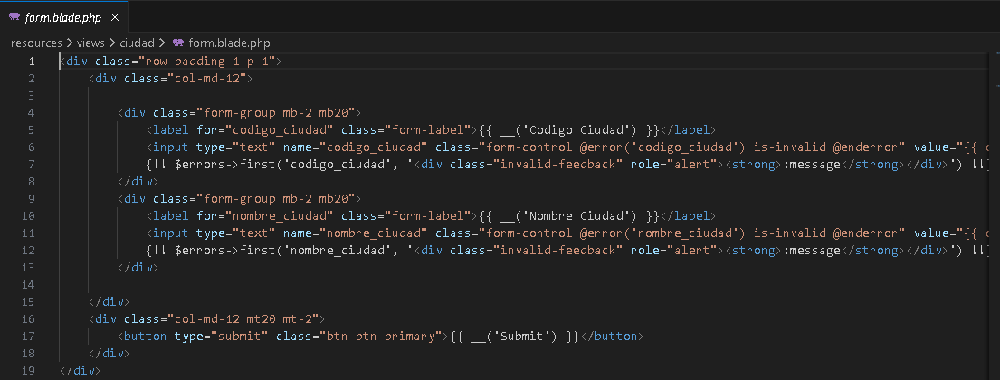 form.blade.php ×
resources > views > ciudad > form.blade.php
1 <div class="row padding-1 p-1">
2 <div class="col-md-12">
3
4 <div class="form-group mb-2 mb20">
5 <label for="codigo_ciudad" class="form-label">{{ __('Codigo Ciudad') }}</label>
6 <input type="text" name="codigo_ciudad" class="form-control @error('codigo_ciudad') is-invalid @enderror" value="{{
7 {!! $errors->first('codigo_ciudad', '<div class="invalid-feedback" role="alert"><strong>:message</strong></div>') !!
8 </div>
9 <div class="form-group mb-2 mb20">
10 <label for="nombre_ciudad" class="form-label">{{ __('Nombre Ciudad') }}</label>
11 <input type="text" name="nombre_ciudad" class="form-control @error('nombre_ciudad') is-invalid @enderror" value="{{
12 {!! $errors->first('nombre_ciudad', '<div class="invalid-feedback" role="alert"><strong>:message</strong></div>') !!
13 </div>
14
15 </div>
16 <div class="col-md-12 mt20 mt-2">
17 <button type="submit" class="btn btn-primary">{{ __('Submit') }}</button>
18 </div>
19 </div>